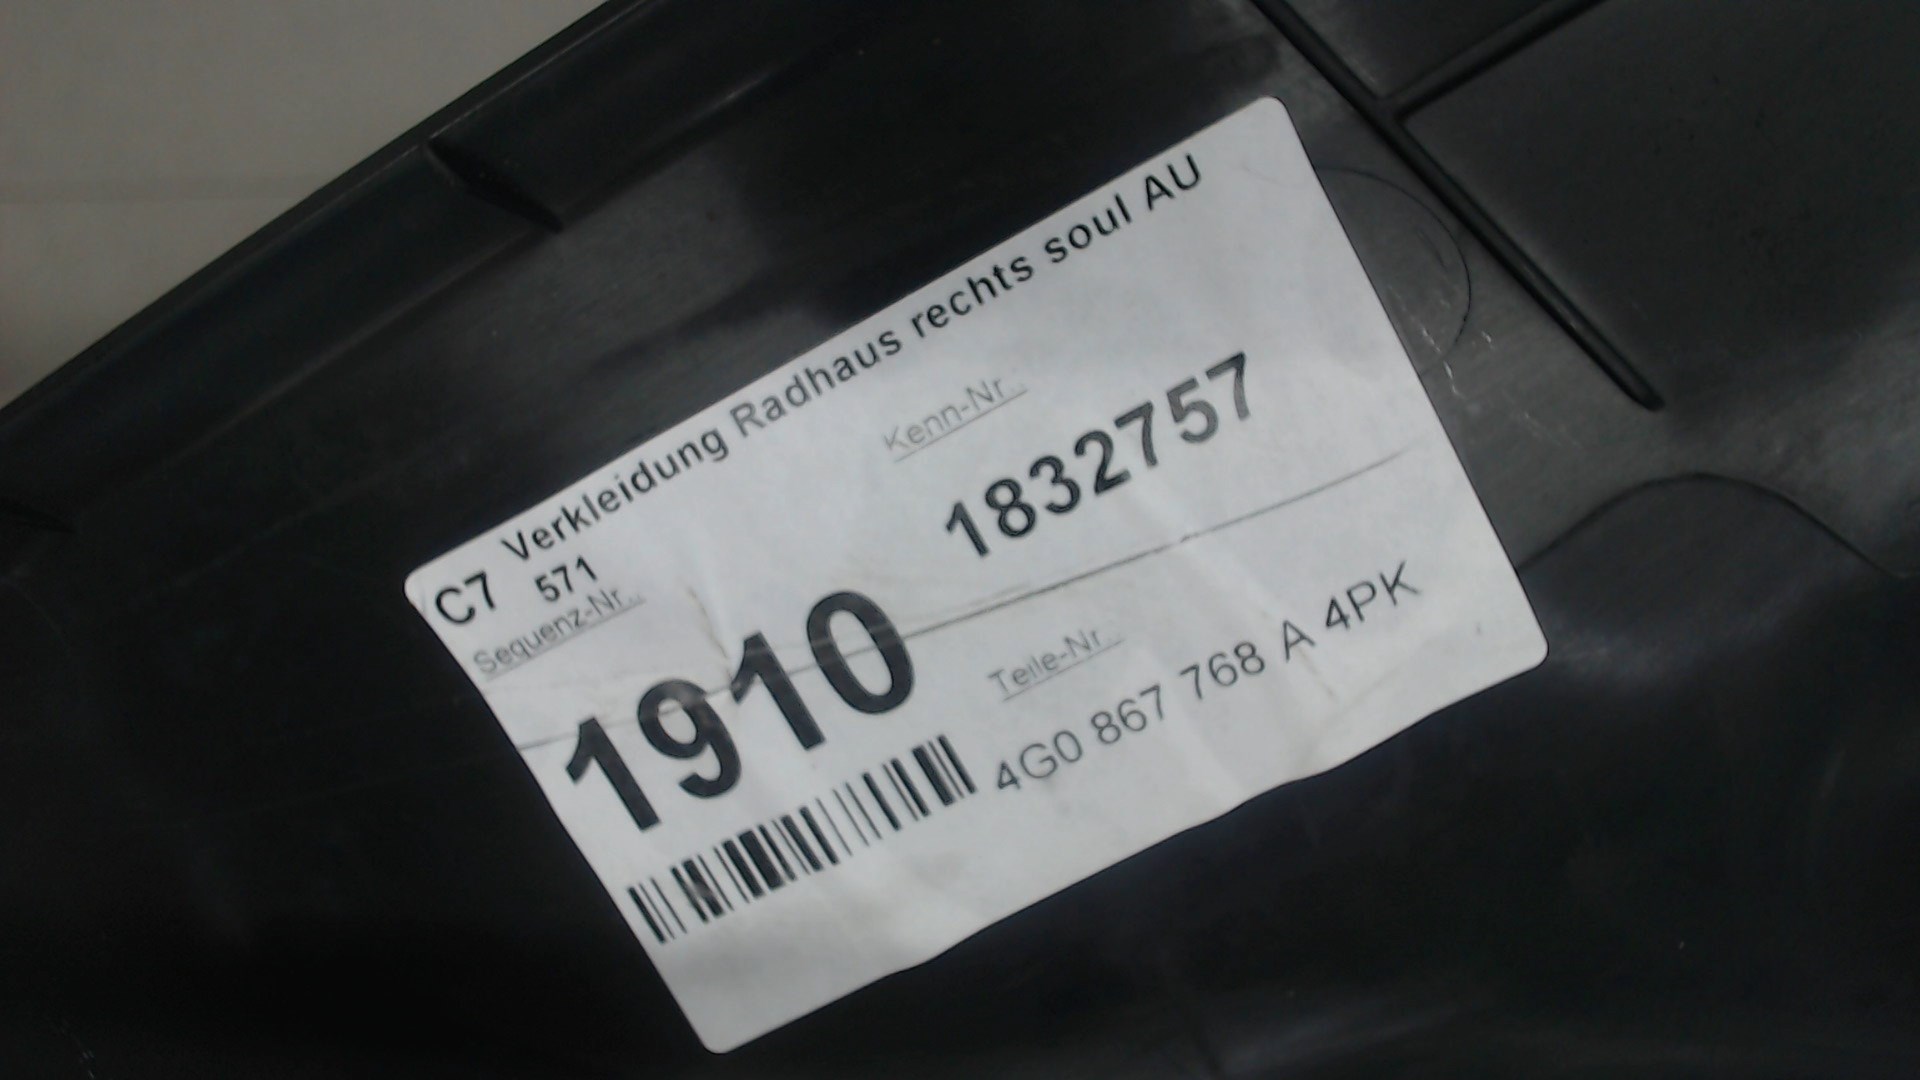 C7 Verkleidung Radhaus rechts soul AU
571
Sequenz-Nr.:
Kenn-Nr.:
1910
1832757
Teile-Nr.:
4G0 867 768 A 4PK